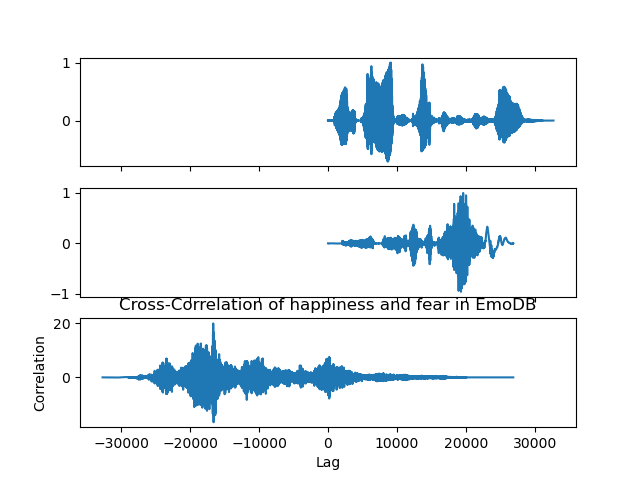 1
0
1
0
−1
Cross-Correlation of happiness and fear in EmoDB
20
0
Correlation
−30000 −20000 −10000 0 10000 20000 30000
Lag